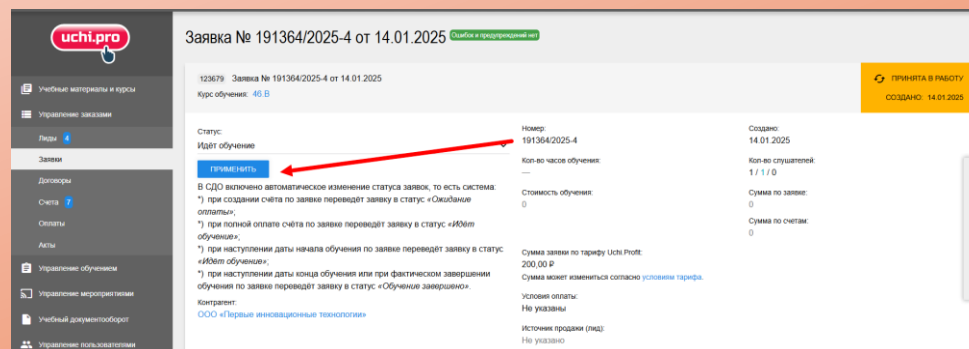 uchi.pro
Учебные материалы и курсы
Управление заказами
Лиды 4
Заявки
Договоры
Счета 7
Оплаты
Акты
Управление обучением
Управление мероприятиями
Учебный документооборот
Управление пользователями
Заявка № 191364/2025-4 от 14.01.2025 Ошибок и предупреждений нет
123679 Заявка № 191364/2025-4 от 14.01.2025
Курс обучения: 46.В
ПРИНЯТА В РАБОТУ
СОЗДАНО: 14.01.2025
Статус:
Идёт обучение
ПРИМЕНИТЬ
В СДО включено автоматическое изменение статуса заявок, то есть система:
*) при создании счёта по заявке переведёт заявку в статус «Ожидание
оплаты»;
*) при полной оплате счёта по заявке переведёт заявку в статус «Идёт
обучение»;
*) при наступлении даты начала обучения по заявке переведёт заявку в статус
«Идёт обучение»;
*) при наступлении даты конца обучения или при фактическом завершении
обучения по заявке переведёт заявку в статус «Обучение завершено».
Контрагент:
ООО «Первые инновационные технологии»
Номер:
191364/2025-4
Кол-во часов обучения:
—
Стоимость обучения:
0
Создано:
14.01.2025
Кол-во слушателей:
1 / 1 / 0
Сумма по заявке:
0
Сумма по счетам:
0
Сумма заявки по тарифу Uchi.Profit:
200,00 ₽
Сумма может измениться согласно условиям тарифа.
Условия оплаты:
Не указаны
Источник продажи (лид):
Не указано